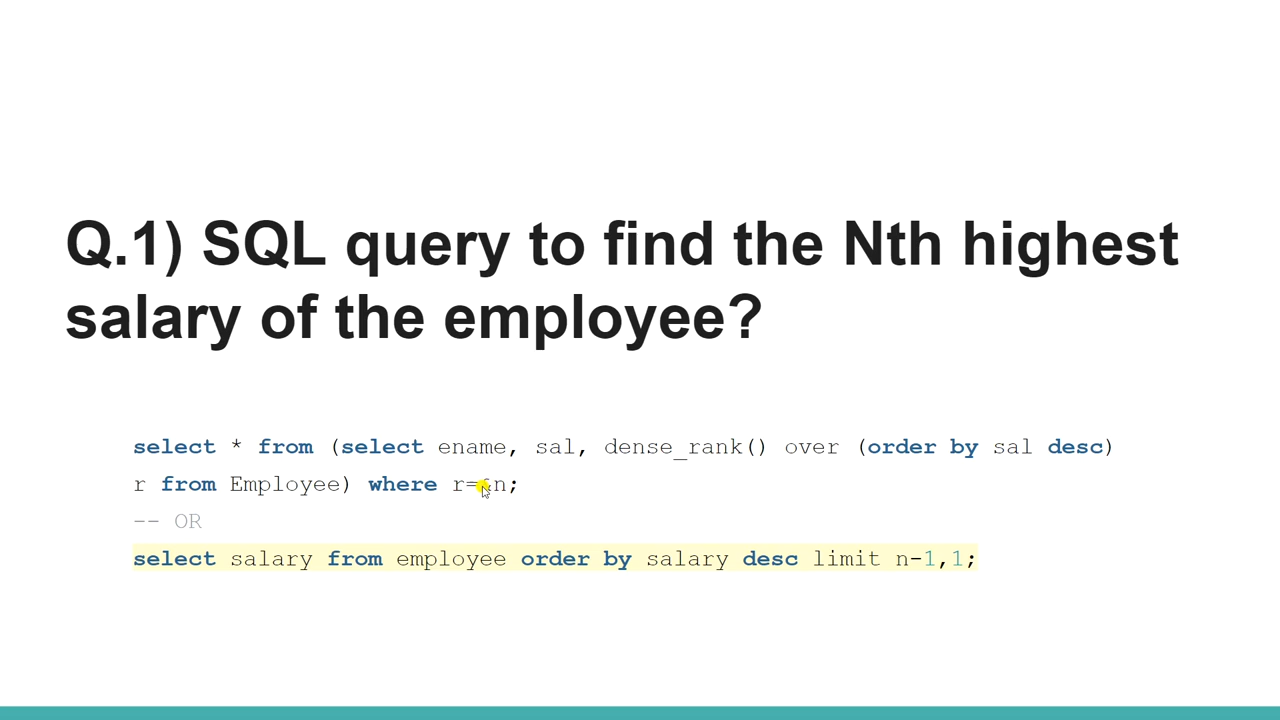 Q.1) SQL query to find the Nth highest
salary of the employee?
select * from (select ename, sal, dense_rank() over (order by sal desc)
r from Employee) where r=&n;
-- OR
select salary from employee order by salary desc limit n-1,1;